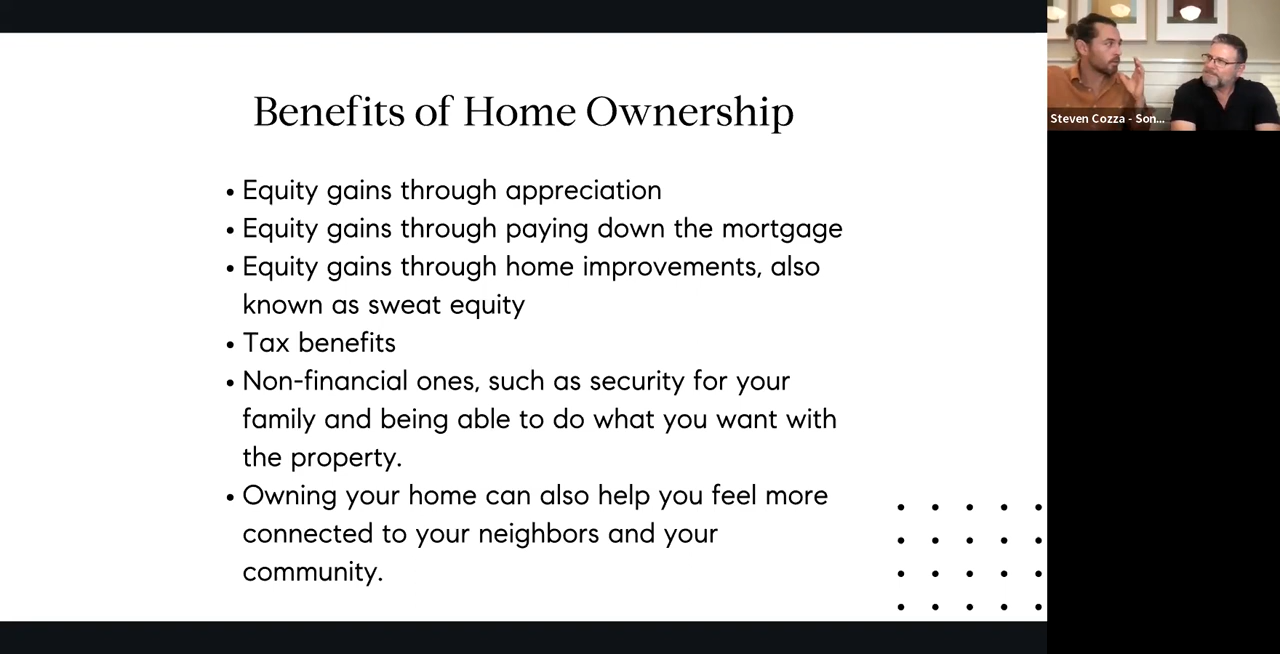 Benefits of Home Ownership
• Equity gains through appreciation
• Equity gains through paying down the mortgage
• Equity gains through home improvements, also
known as sweat equity
• Tax benefits
• Non-financial ones, such as security for your
family and being able to do what you want with
the property.
• Owning your home can also help you feel more
connected to your neighbors and your
community.
Steven Cozza - Son...